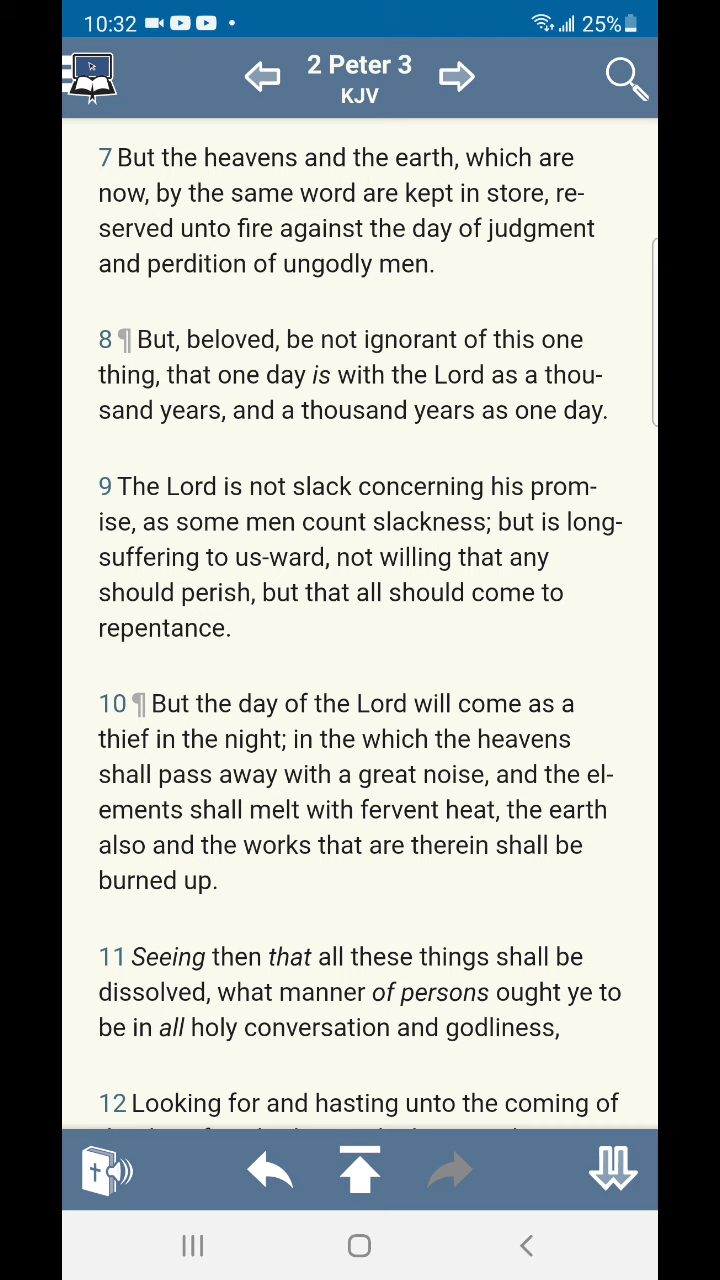 10:32
25%
2 Peter 3
KJV
7 But the heavens and the earth, which are
now, by the same word are kept in store, re-
served unto fire against the day of judgment
and perdition of ungodly men.
8 ¶ But, beloved, be not ignorant of this one
thing, that one day is with the Lord as a thou-
sand years, and a thousand years as one day.
9 The Lord is not slack concerning his prom-
ise, as some men count slackness; but is long-
suffering to us-ward, not willing that any
should perish, but that all should come to
repentance.
10 ¶ But the day of the Lord will come as a
thief in the night; in the which the heavens
shall pass away with a great noise, and the el-
ements shall melt with fervent heat, the earth
also and the works that are therein shall be
burned up.
11 Seeing then that all these things shall be
dissolved, what manner of persons ought ye to
be in all holy conversation and godliness,
12 Looking for and hasting unto the coming of